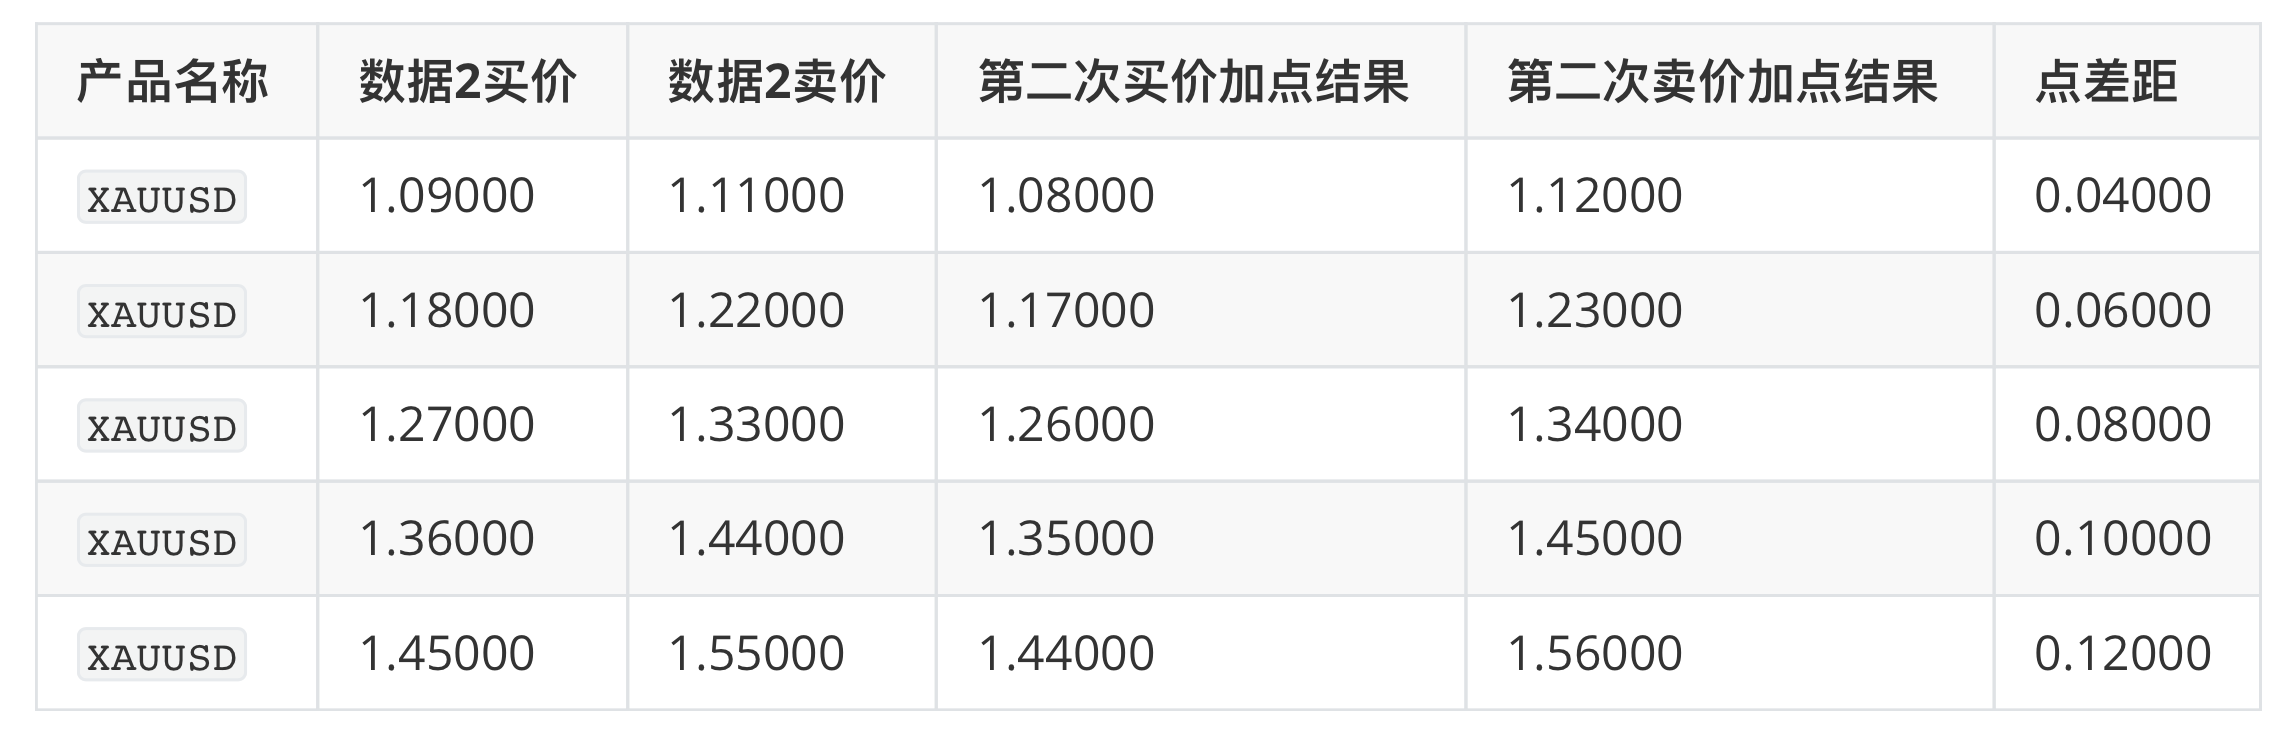 产品名称 数据2买价 数据2卖价 第二次买价加点结果 第二次卖价加点结果 点差距
XAUUSD 1.09000 1.11000 1.08000 1.12000 0.04000
XAUUSD 1.18000 1.22000 1.17000 1.23000 0.06000
XAUUSD 1.27000 1.33000 1.26000 1.34000 0.08000
XAUUSD 1.36000 1.44000 1.35000 1.45000 0.10000
XAUUSD 1.45000 1.55000 1.44000 1.56000 0.12000